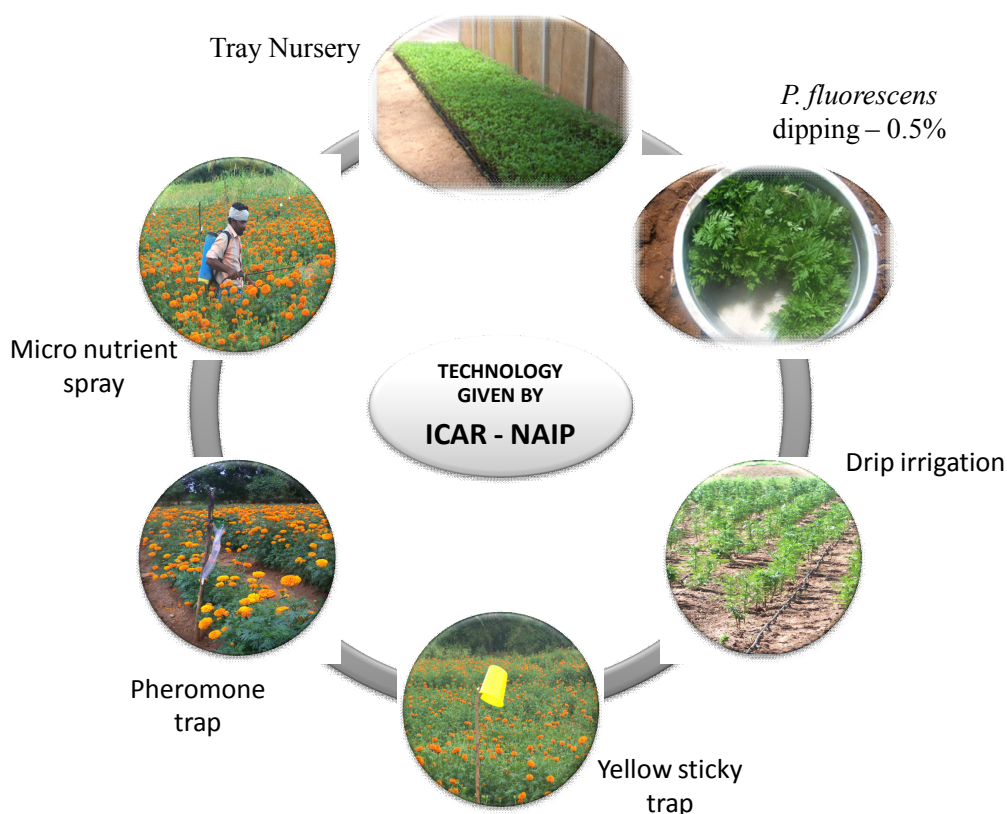 Tray Nursery
P. fluorescens
dipping – 0.5%
Micro nutrient
spray
TECHNOLOGY
GIVEN BY
ICAR - NAIP
Drip irrigation
Pheromone
trap
Yellow sticky
trap